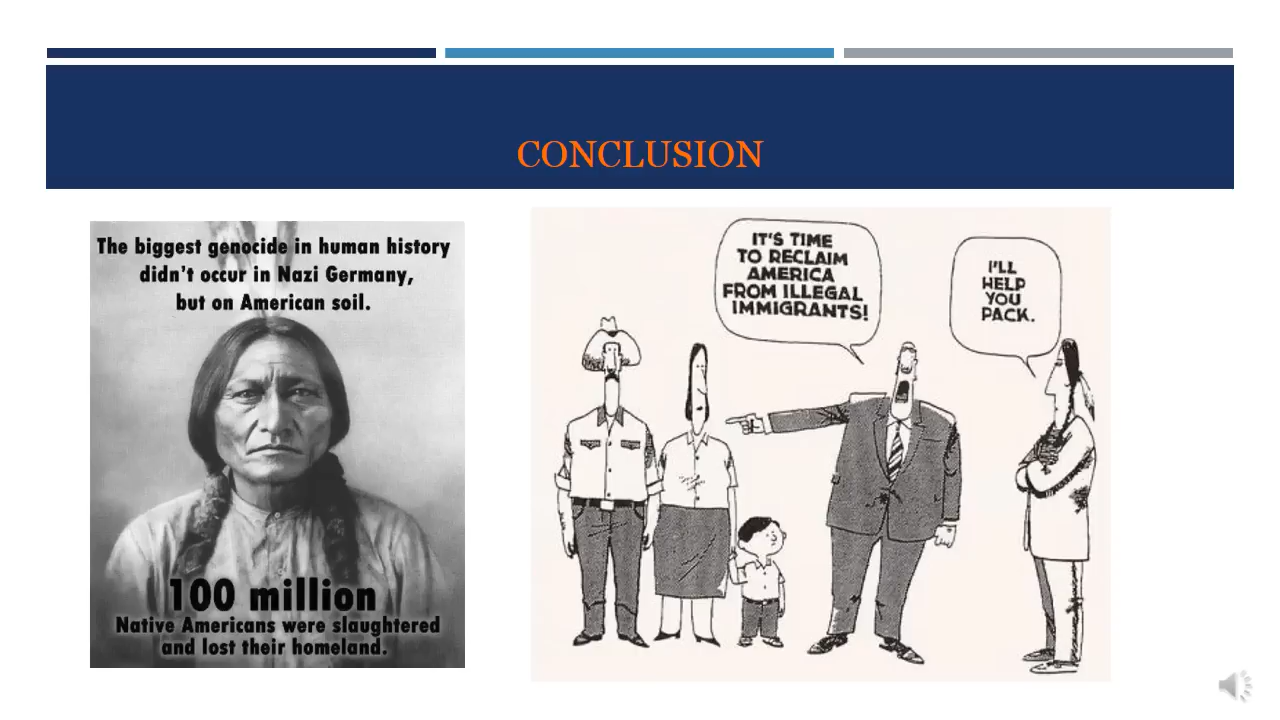 CONCLUSION
The biggest genocide in human history
didn't occur in Nazi Germany,
but on American soil.
100 million
Native Americans were slaughtered
and lost their homeland.
IT'S TIME
TO RECLAIM
AMERICA
FROM ILLEGAL
IMMIGRANTS!
I'LL
HELP
YOU
PACK.